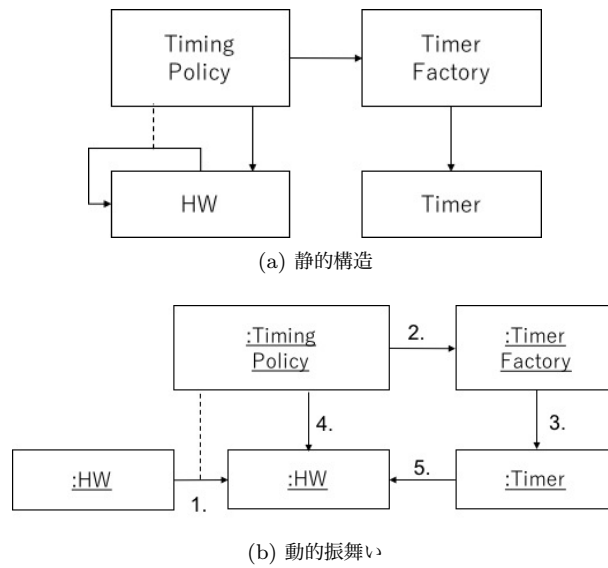 Timing
Policy
Timer
Factory
HW
Timer
(a) 静的構造
:Timing
Policy
2.
:Timer
Factory
4.
3.
:HW
1.
:HW
5.
:Timer
(b) 動的振舞い